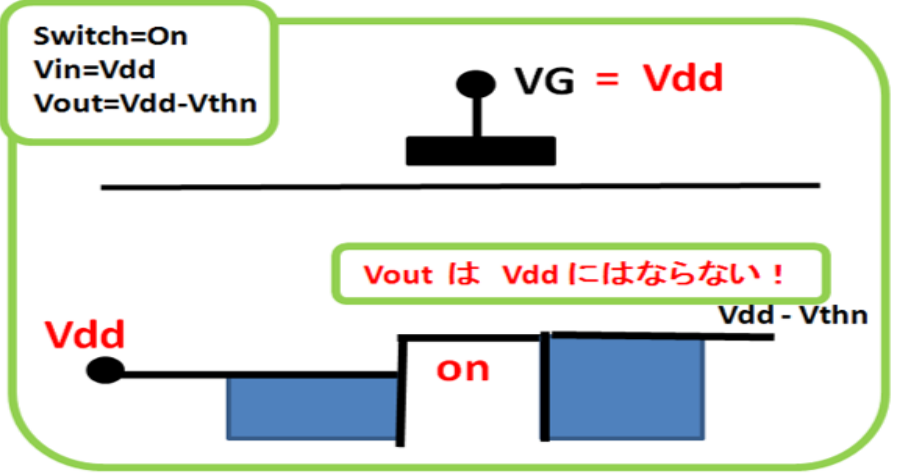 Switch=On
Vin=Vdd
Vout=Vdd-Vthn
VG = Vdd
Vout は Vdd にはならない！
Vdd - Vthn
Vdd
on